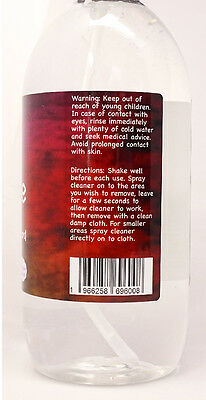 Warning: Keep out of
reach of young children.
In case of contact with
eyes, rinse immediately
with plenty of cold water
and seek medical advice.
Avoid prolonged contact
with skin.
Directions: Shake well
before each use. Spray
cleaner on to the area
you wish to remove, leave
for a few seconds to
allow cleaner to work,
then remove with a clean
damp cloth. For smaller
areas spray cleaner
directly on to cloth.
1 966258 696008